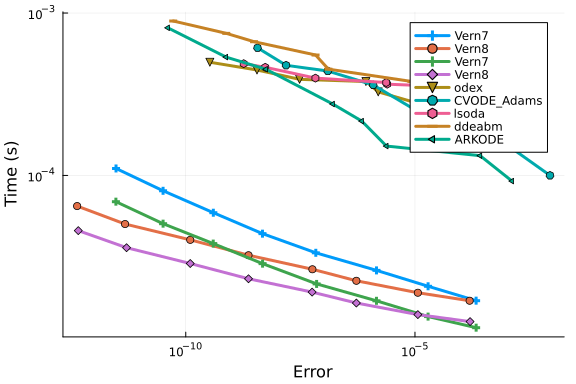 10⁻³
Vern7
Vern8
Vern7
Vern8
odex
CVODE_Adams
lsoda
ddeabm
ARKODE
Time (s)
10⁻⁴
10⁻¹⁰
10⁻⁵
Error